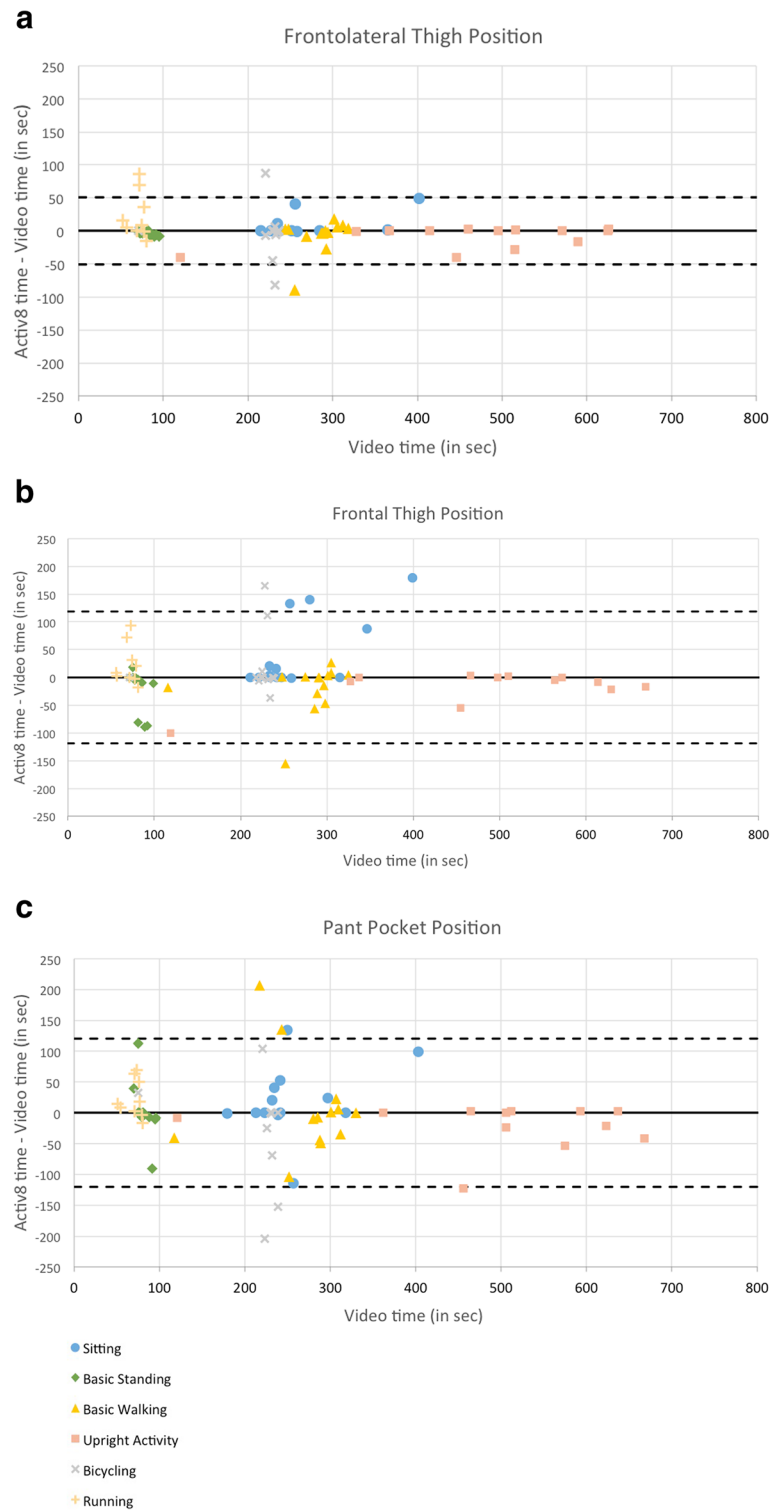 a
Frontolateral Thigh Position
250
200
150
100
50
0
-50
-100
-150
-200
-250
Activ8 time - Video time (in sec)
0 100 200 300 400 500 600 700 800
Video time (in sec)
b
Frontal Thigh Position
250
200
150
100
50
0
-50
-100
-150
-200
-250
Activ8 time - Video time (in sec)
0 100 200 300 400 500 600 700 800
Video time (in sec)
c
Pant Pocket Position
250
200
150
100
50
0
-50
-100
-150
-200
-250
Activ8 time - Video time (in sec)
0 100 200 300 400 500 600 700 800
Video time (in sec)
Sitting
Basic Standing
Basic Walking
Upright Activity
Bicycling
Running